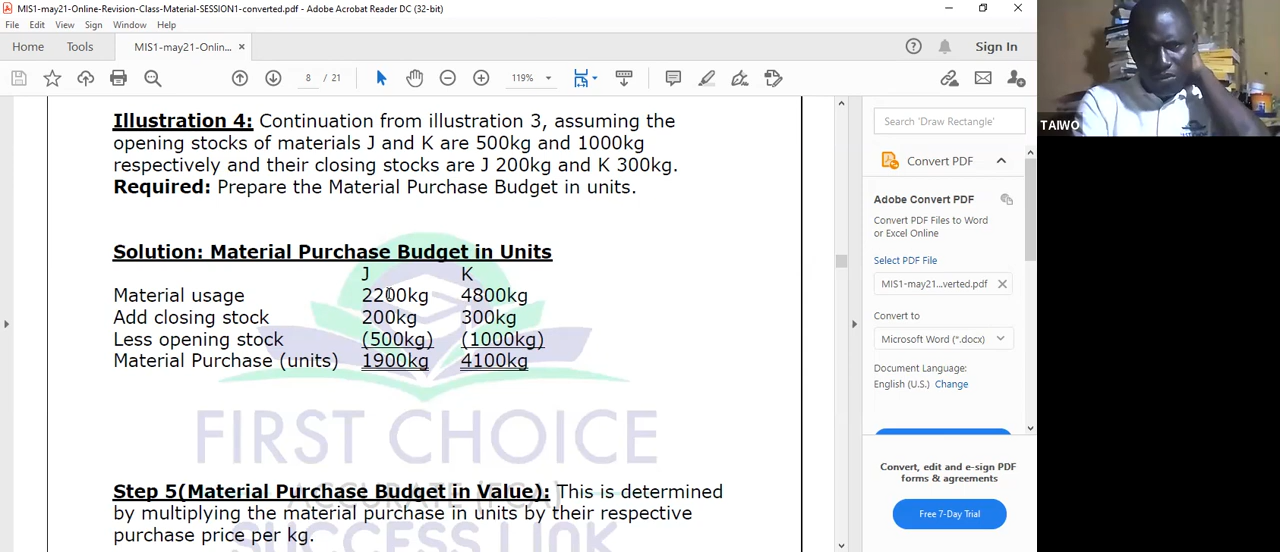 MIS1-may21-Online-Revision-Class-Material-SESSION1-converted.pdf - Adobe Acrobat Reader DC (32-bit)
File Edit View Sign Window Help
Home Tools MIS1-may21-Onlin... × Sign In
8 / 21 119%
Illustration 4: Continuation from illustration 3, assuming the
opening stocks of materials J and K are 500kg and 1000kg
respectively and their closing stocks are J 200kg and K 300kg.
Required: Prepare the Material Purchase Budget in units.
Solution: Material Purchase Budget in Units
J K
Material usage 2200kg 4800kg
Add closing stock 200kg 300kg
Less opening stock (500kg) (1000kg)
Material Purchase (units) 1900kg 4100kg
FIRST CHOICE
ACCURATE (FCA)
SUCCESS LINK
Step 5(Material Purchase Budget in Value): This is determined
by multiplying the material purchase in units by their respective
purchase price per kg.
Search 'Draw Rectangle'
Convert PDF
Adobe Convert PDF
Convert PDF Files to Word
or Excel Online
Select PDF File
MIS1-may21...verted.pdf
Convert to
Microsoft Word (*.docx)
Document Language:
English (U.S.) Change
Convert, edit and e-sign PDF
forms & agreements
Free 7-Day Trial
TAIWO